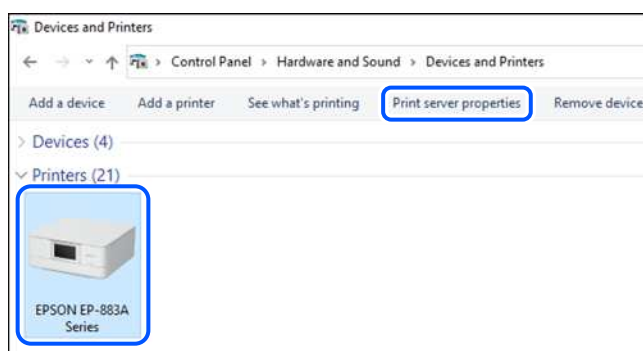 Devices and Printers
Control Panel > Hardware and Sound > Devices and Printers
Add a device Add a printer See what's printing Print server properties Remove device
Devices (4)
Printers (21)
EPSON EP-883A
Series